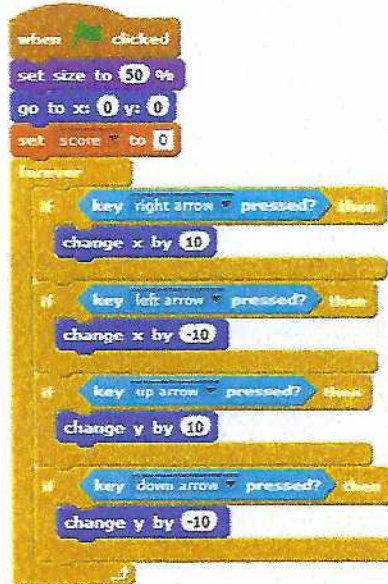 when clicked
set size to 50 %
go to x: 0 y: 0
set score to 0
forever
if key right arrow pressed? then
change x by 10
if key left arrow pressed? then
change x by -10
if key up arrow pressed? then
change y by 10
if key down arrow pressed? then
change y by -10